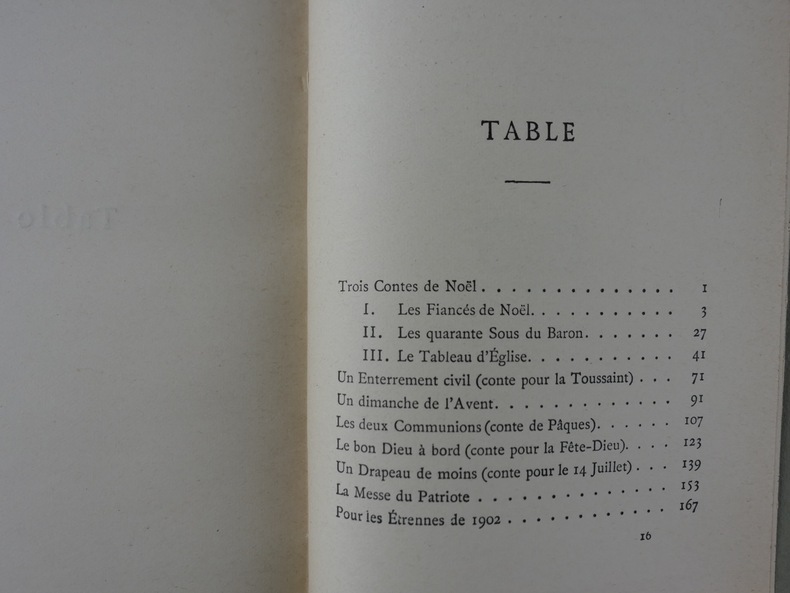 TABLE
Trois Contes de Noël . . . . . . . . . . . . . . 1
I. Les Fiancés de Noël. . . . . . . . . . . 3
II. Les quarante Sous du Baron. . . . . . . 27
III. Le Tableau d'Église. . . . . . . . . . . 41
Un Enterrement civil (conte pour la Toussaint) . . . 71
Un dimanche de l'Avent. . . . . . . . . . . . . 91
Les deux Communions (conte de Pâques). . . . . . 107
Le bon Dieu à bord (conte pour la Fête-Dieu). . . . 123
Un Drapeau de moins (conte pour le 14 Juillet) . . . 139
La Messe du Patriote . . . . . . . . . . . . . 153
Pour les Étrennes de 1902 . . . . . . . . . . . 167
16
Table